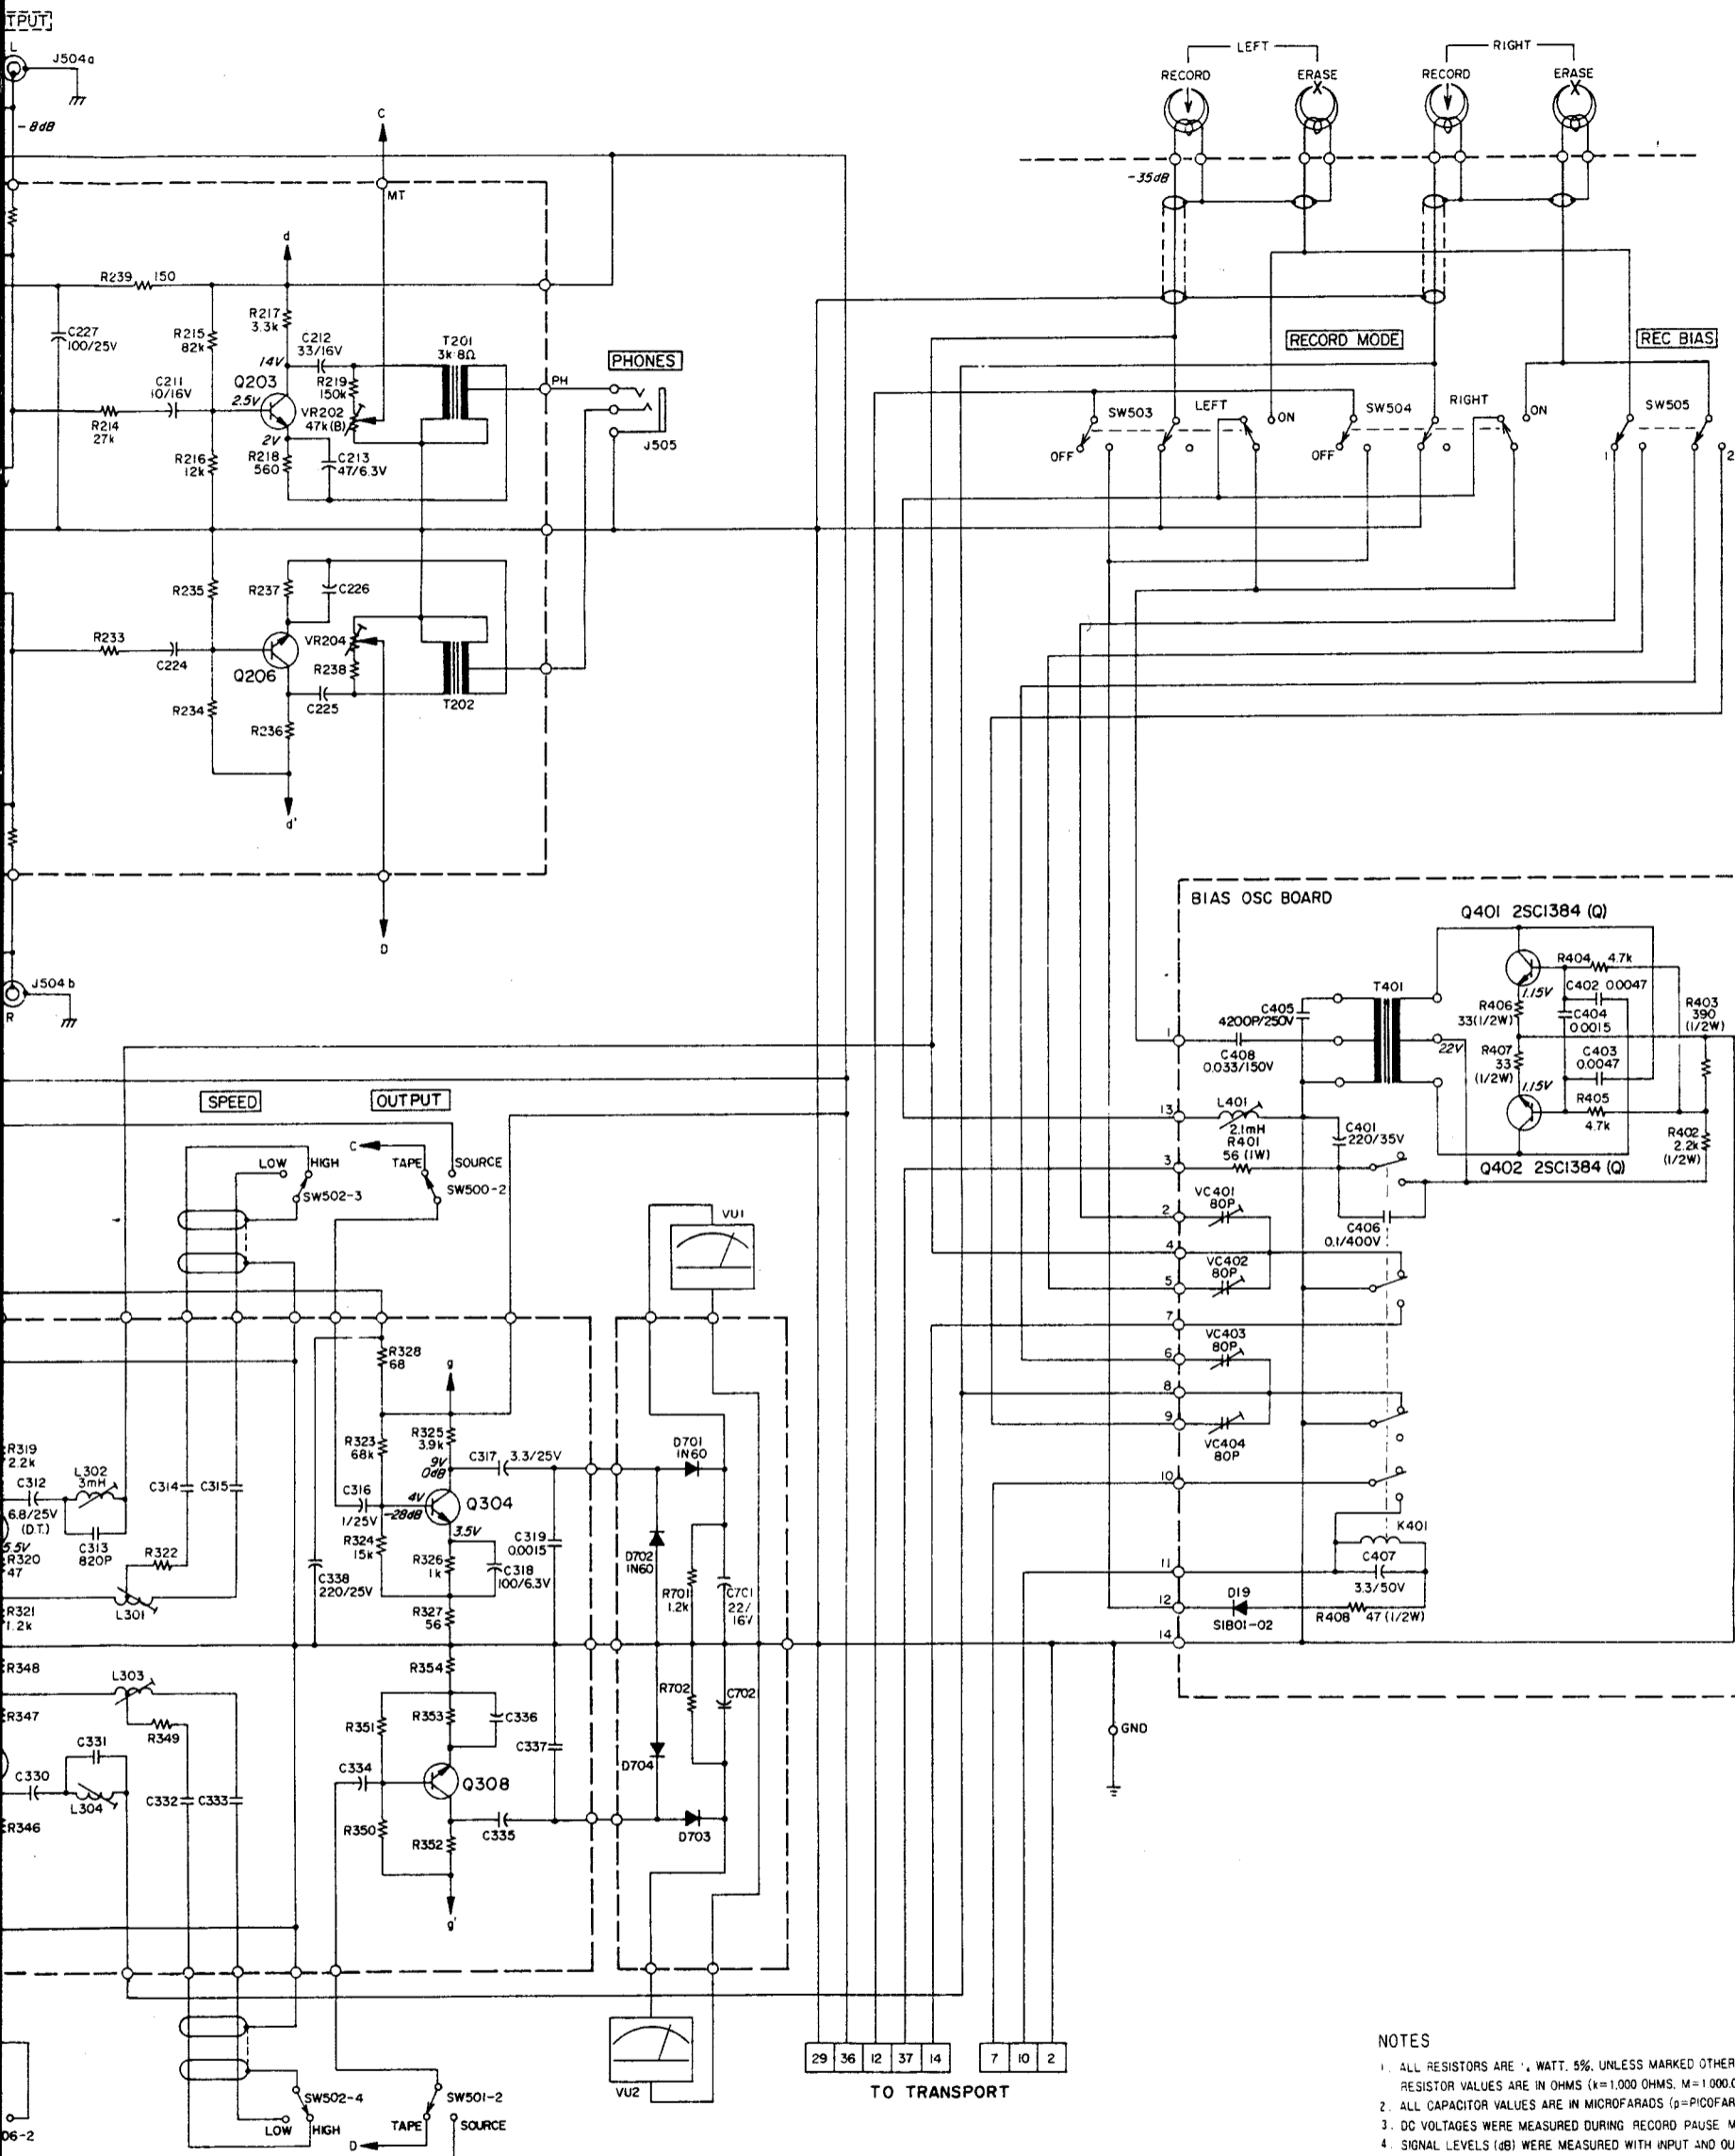 TPUT
L
J504a
-8dB
C
MT
LEFT
RIGHT
RECORD
ERASE
RECORD
ERASE
-35dB
d
R239 150
C227
100/25V
R215
82k
R217
3.3k
C212
33/16V
T201
3k:8Ω
14V
Q203
2.5V
C211
10/16V
R219
150k
VR202
47k(B)
R214
27k
2V
R218
560
C213
47/6.3V
R216
12k
PH
PHONES
J505
RECORD MODE
REC BIAS
SW503
LEFT
ON
OFF
SW504
RIGHT
ON
OFF
SW505
1
2
R235
R237
C226
R233
C224
VR204
Q206
R238
C225
T202
R234
R236
d'
D
J504b
R
BIAS OSC BOARD
Q401 2SC1384 (Q)
R404 4.7k
C402 0.0047
1.15V
R406
33(1/2W)
C404
0.0015
R403
390
(1/2W)
T401
C405
4200P/250V
1
C408
0.033/150V
22V
R407
33
(1/2W)
C403
0.0047
1.15V
R405
4.7k
13
L401
2.1mH
R401
56 (1W)
C401
220/35V
R402
2.2k
(1/2W)
Q402 2SC1384 (Q)
3
VC401
80P
2
C406
0.1/400V
4
VC402
80P
5
7
VC403
80P
6
8
9
VC404
80P
10
K401
11
C407
3.3/50V
12
D19
S1B01-02
R408 47 (1/2W)
14
GND
SPEED
OUTPUT
C
LOW
HIGH
TAPE
SOURCE
SW502-3
SW500-2
VU1
R328
68
g
R319
2.2k
C312
6.8/25V
(D.T.)
L302
3mH
C313
820P
5.5V
R320
47
R321
1.2k
C314
C315
R322
L301
R323
68k
R325
3.9k
9V
0dB
C317 3.3/25V
D701
1N60
C316
1/25V
4V
-28dB
Q304
3.5V
R324
15k
R326
1k
C318
100/6.3V
C319
0.0015
C338
220/25V
R327
56
D702
1N60
R701
1.2k
C701
22/
16V
R348
L303
R347
R349
C331
C330
L304
R346
C332
C333
R354
R351
R353
C336
C337
C334
Q308
R350
R352
C335
g'
R702
C702
D704
D703
SW502-4
LOW
HIGH
SW501-2
TAPE
SOURCE
D
06-2
VU2
29 36 12 37 14
7 10 2
TO TRANSPORT
NOTES
1. ALL RESISTORS ARE WATT, 5%, UNLESS MARKED OTHER
RESISTOR VALUES ARE IN OHMS (k=1,000 OHMS, M=1,000,0
2. ALL CAPACITOR VALUES ARE IN MICROFARADS (p=PICOFAR
3. DC VOLTAGES WERE MEASURED DURING RECORD PAUSE M
4. SIGNAL LEVELS (dB) WERE MEASURED WITH INPUT AND OU